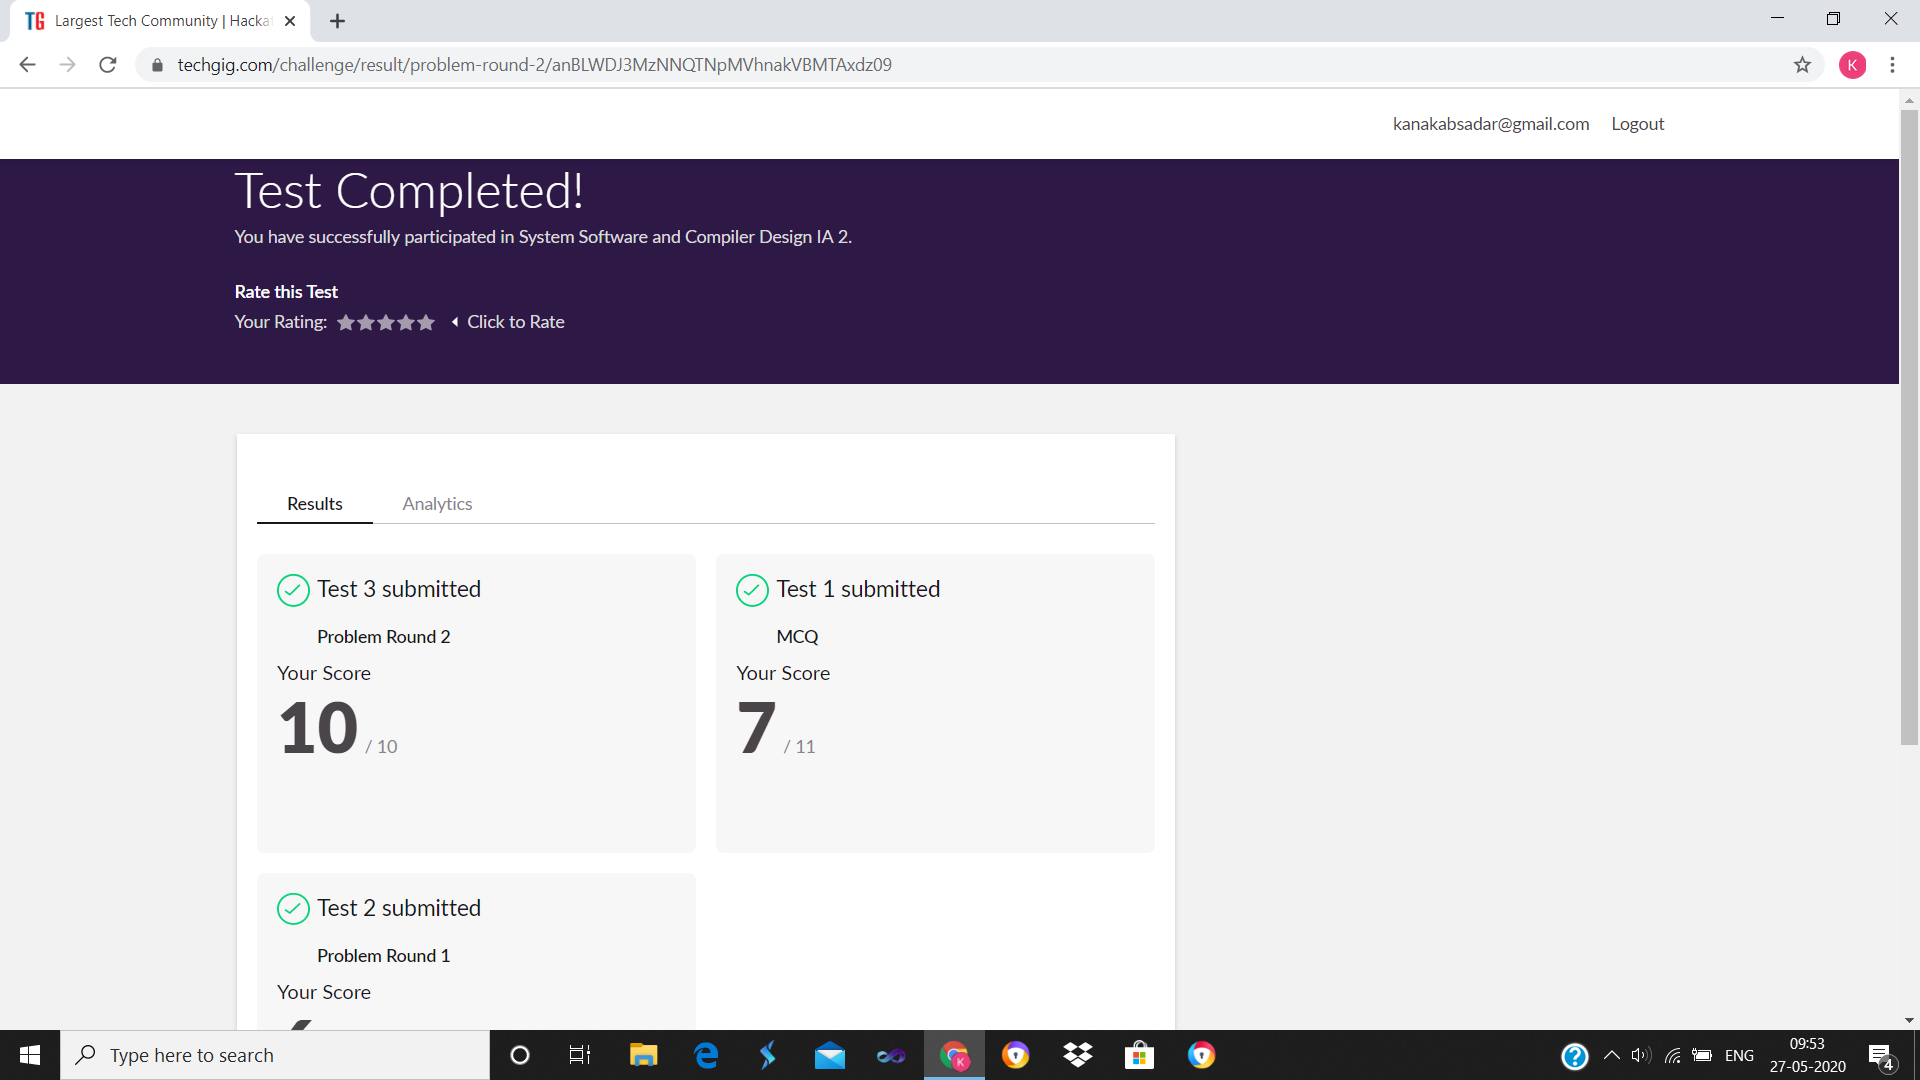 TG Largest Tech Community | Hacka
techgig.com/challenge/result/problem-round-2/anBLWDJ3MzNNQTNpMVhnakVBMTAxdz09
K
kanakabsadar@gmail.com Logout
Test Completed!
You have successfully participated in System Software and Compiler Design IA 2.
Rate this Test
Your Rating: Click to Rate
Results Analytics
Test 3 submitted
Problem Round 2
Your Score
10 / 10
Test 1 submitted
MCQ
Your Score
7 / 11
Test 2 submitted
Problem Round 1
Your Score
Type here to search
K
ENG
09:53
27-05-2020
4